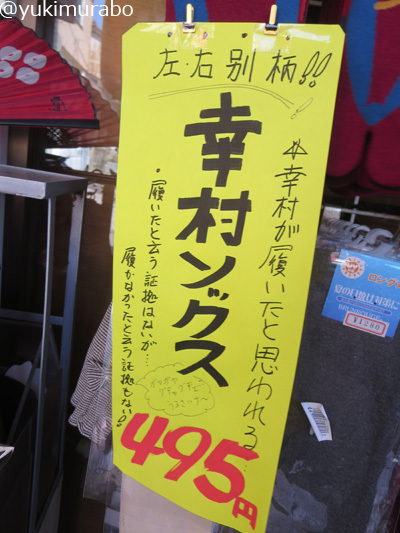 @yukimurabo
左・右別柄!!
幸村が履いたと思われる…
幸村ソックス
・履いたと云う証拠はないが…
履かなかったと云う証拠もない!!
495円
ロング
¥1260